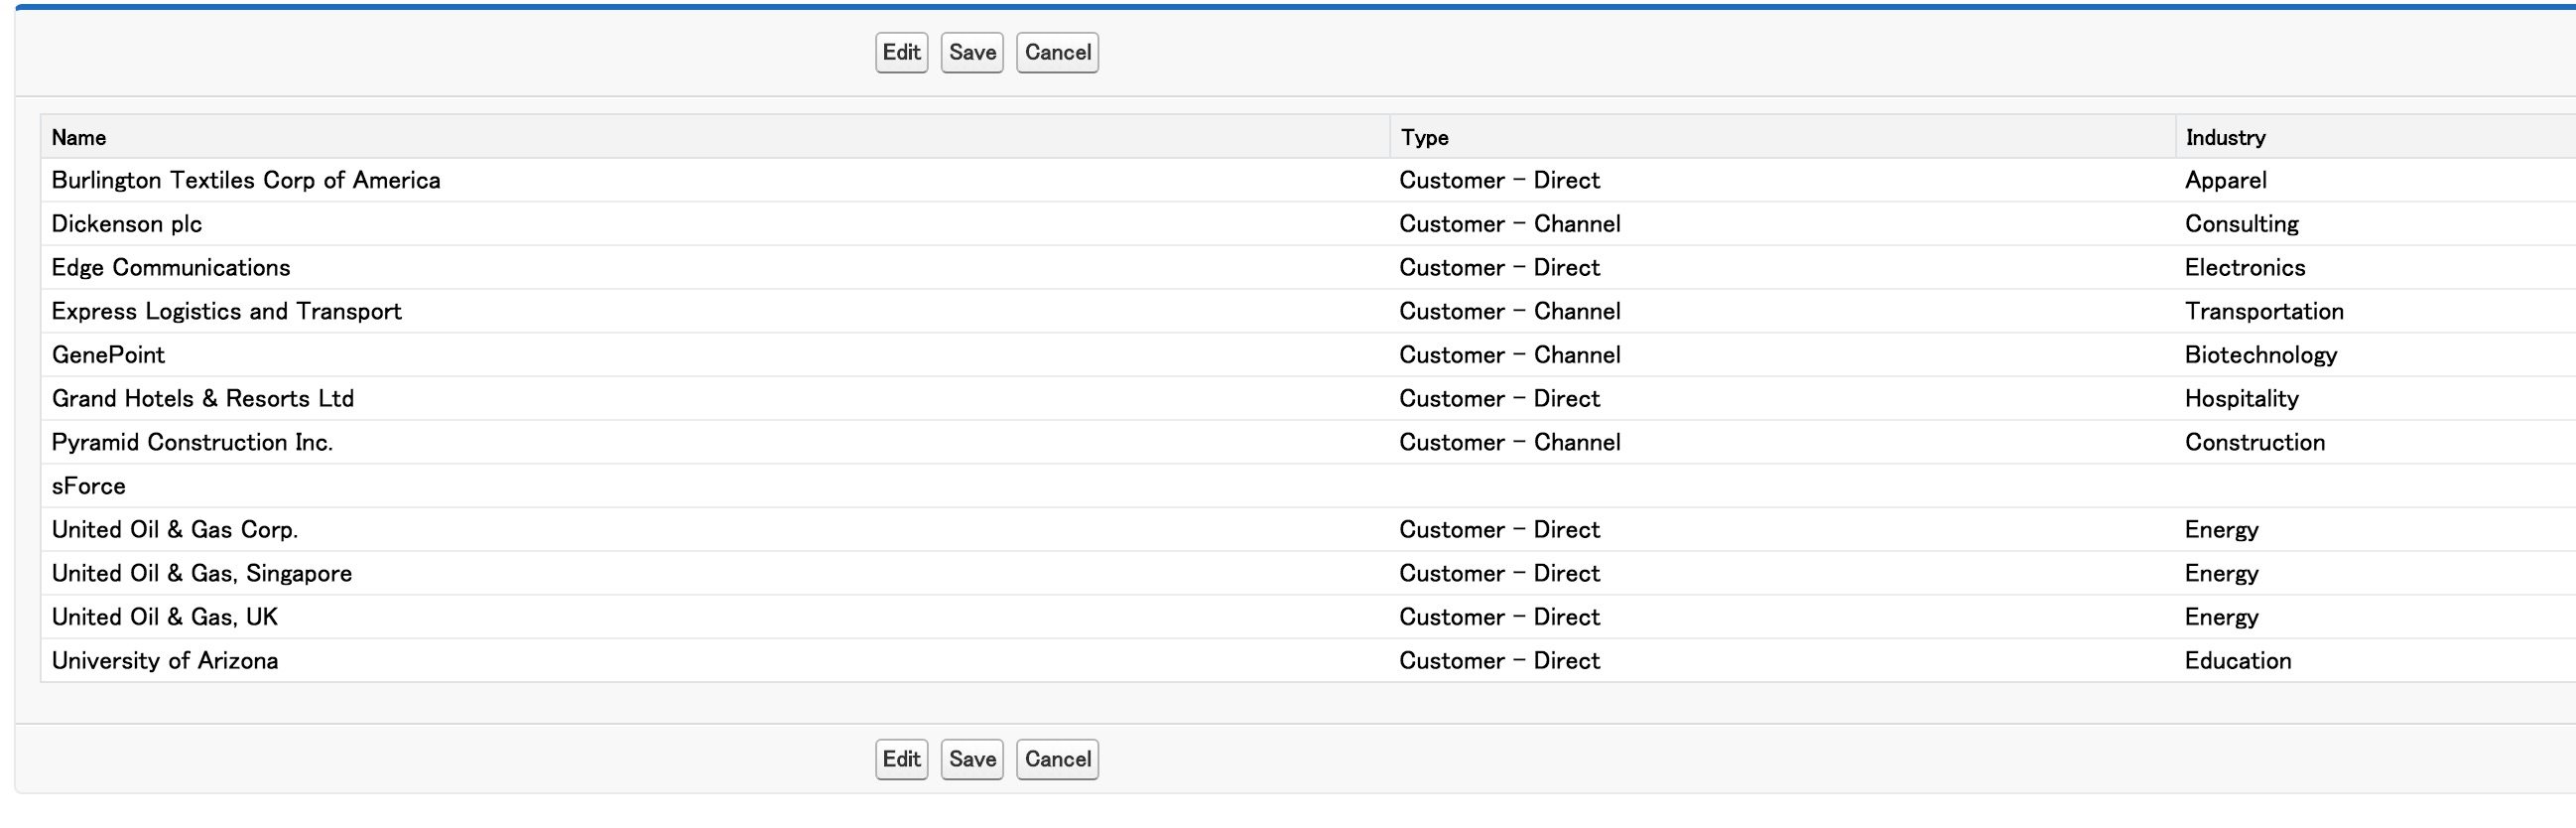 Edit Save Cancel
Name Type Industry
Burlington Textiles Corp of America Customer - Direct Apparel
Dickenson plc Customer - Channel Consulting
Edge Communications Customer - Direct Electronics
Express Logistics and Transport Customer - Channel Transportation
GenePoint Customer - Channel Biotechnology
Grand Hotels & Resorts Ltd Customer - Direct Hospitality
Pyramid Construction Inc. Customer - Channel Construction
sForce
United Oil & Gas Corp. Customer - Direct Energy
United Oil & Gas, Singapore Customer - Direct Energy
United Oil & Gas, UK Customer - Direct Energy
University of Arizona Customer - Direct Education
Edit Save Cancel